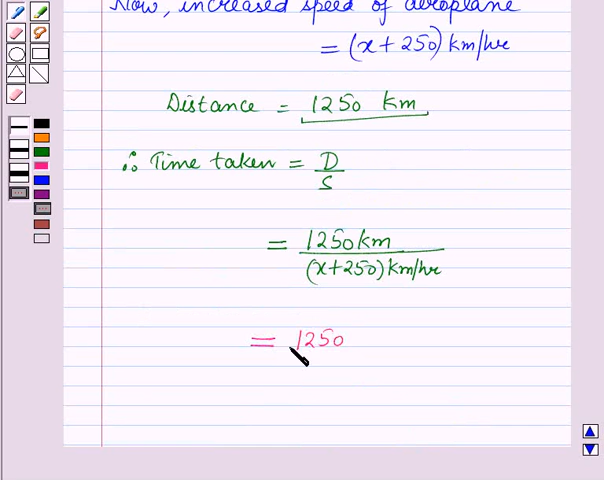 Now, increased speed of aeroplane
= (x + 250) km/hr
Distance = 1250 km
∴ Time taken = D/S
= 1250 km / (x + 250) km/hr
= 1250